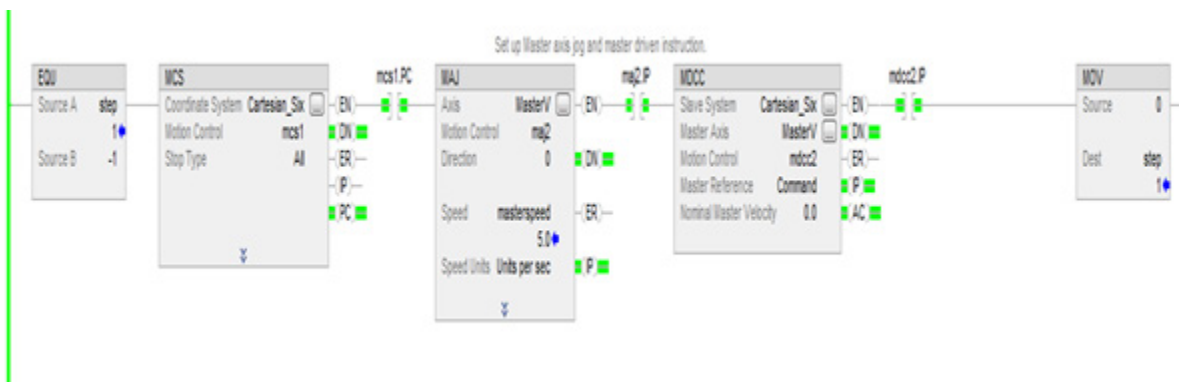 Set up Master axis jog and master driven instruction.
EQU
Source A step
1
Source B -1
MCS
Coordinate System Cartesian_Six ...
Motion Control mcs1
Stop Type All
(EN)
(DN)
(ER)
(IP)
(PC)
mcs1.PC
MAJ
Axis MasterV ...
Motion Control maj2
Direction 0
Speed masterspeed
5.0
Speed Units Units per sec
(EN)
(DN)
(ER)
(IP)
maj2.IP
MDCC
Slave System Cartesian_Six ...
Master Axis MasterV ...
Motion Control mdcc2
Master Reference Command
Nominal Master Velocity 0.0
(EN)
(DN)
(ER)
(IP)
(AC)
mdcc2.IP
MOV
Source 0
Dest step
1